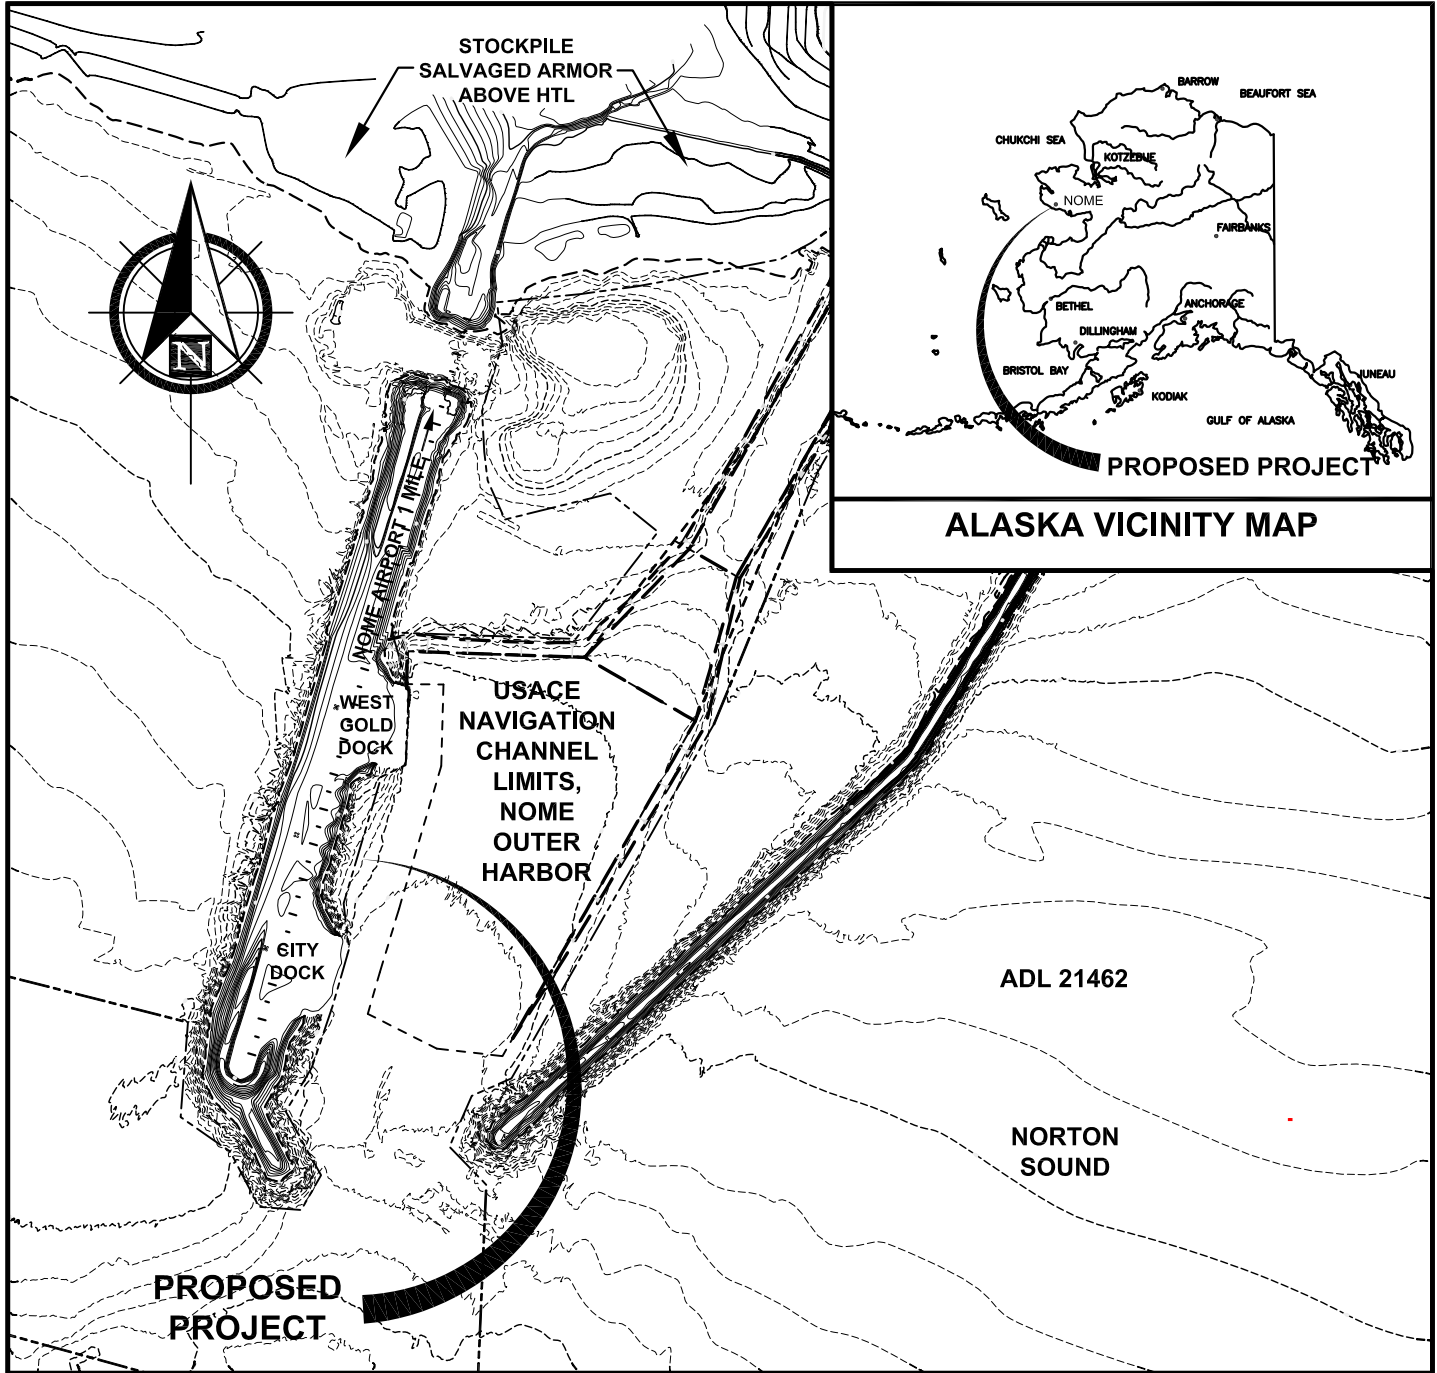 STOCKPILE
SALVAGED ARMOR
ABOVE HTL
N
NOME AIRPORT 1 MILE
WEST
GOLD
DOCK
CITY
DOCK
USACE
NAVIGATION
CHANNEL
LIMITS,
NOME
OUTER
HARBOR
ADL 21462
NORTON
SOUND
PROPOSED
PROJECT
BARROW
BEAUFORT SEA
CHUKCHI SEA
KOTZEBUE
NOME
FAIRBANKS
BETHEL
ANCHORAGE
DILLINGHAM
BRISTOL BAY
JUNEAU
KODIAK
GULF OF ALASKA
PROPOSED PROJECT
ALASKA VICINITY MAP